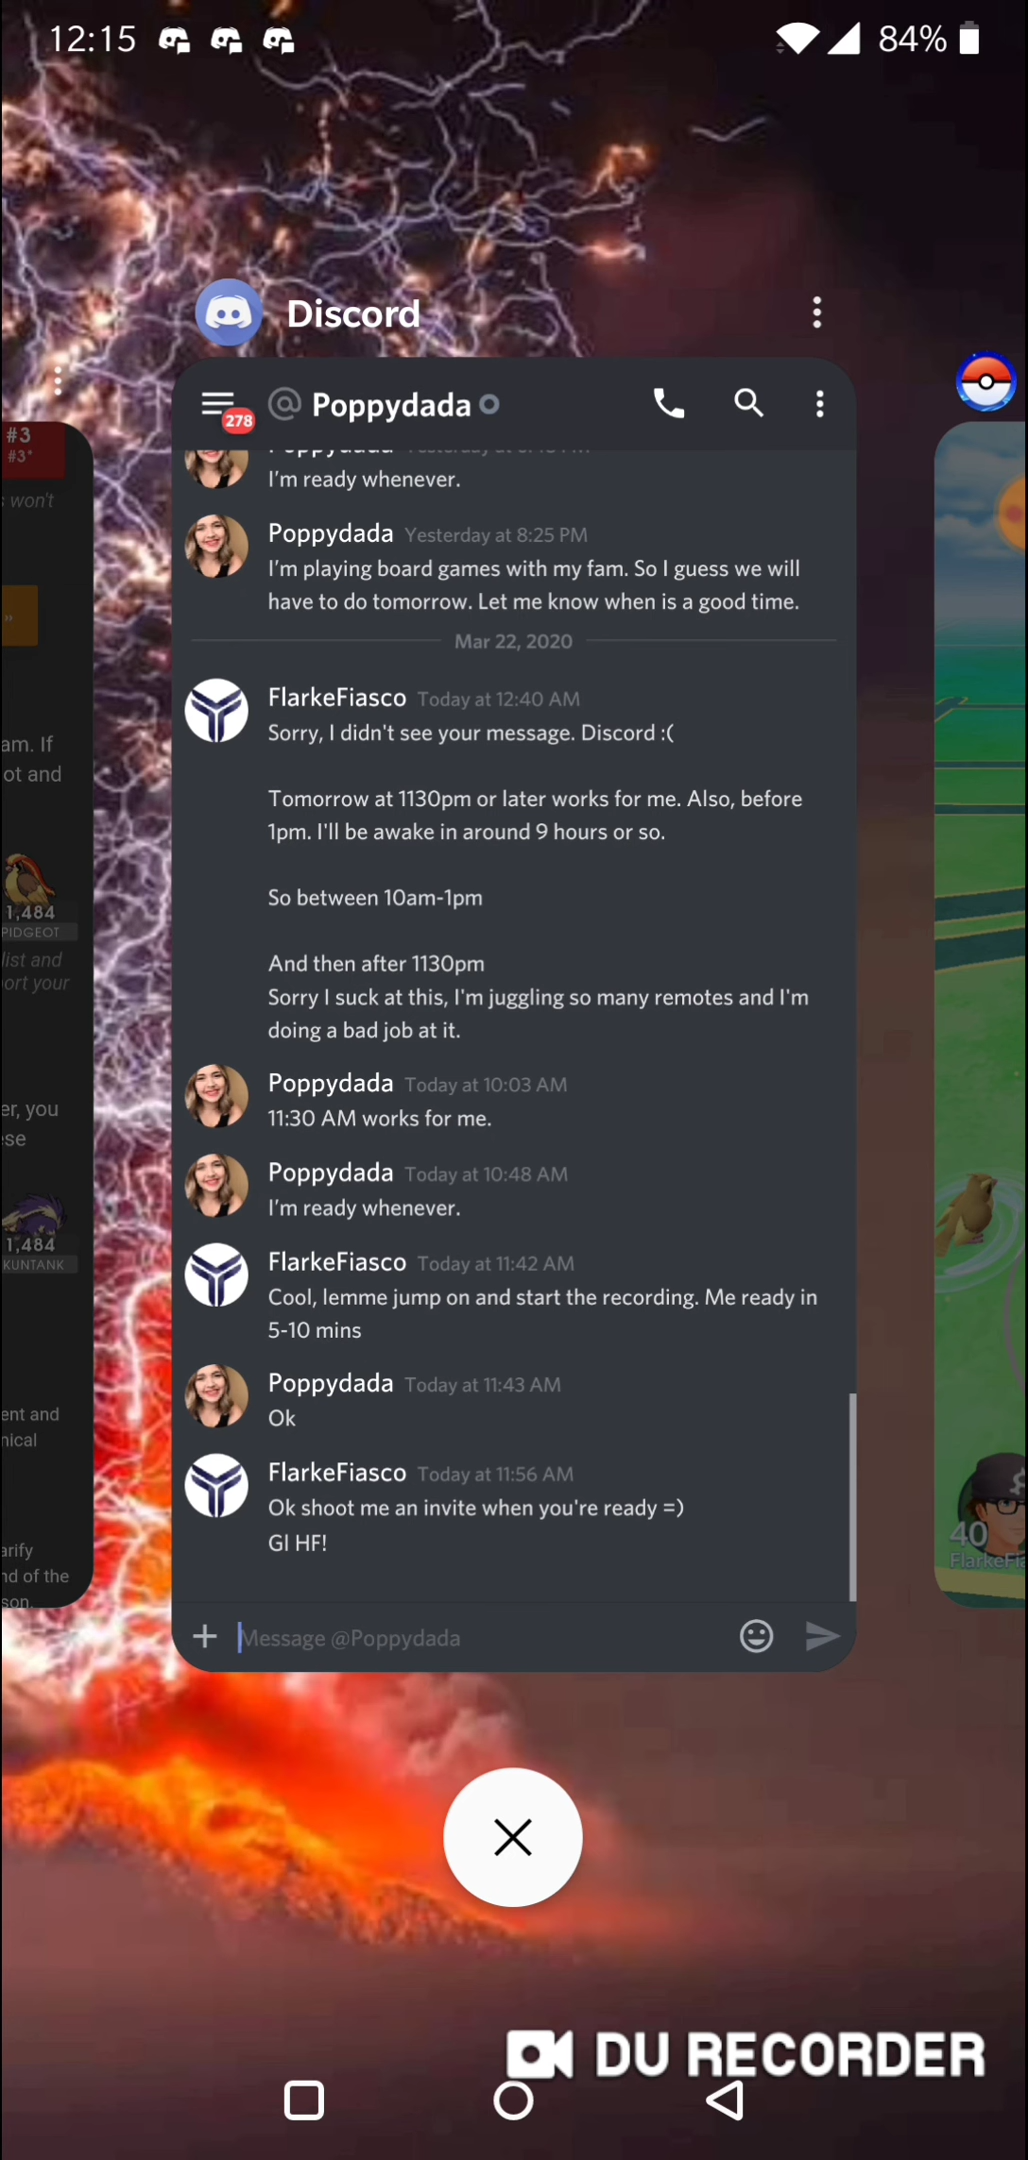 12:15
84%
Discord
278
@ Poppydada
I'm ready whenever.
Poppydada Yesterday at 8:25 PM
I'm playing board games with my fam. So I guess we will
have to do tomorrow. Let me know when is a good time.
Mar 22, 2020
FlarkeFiasco Today at 12:40 AM
Sorry, I didn't see your message. Discord :(
Tomorrow at 1130pm or later works for me. Also, before
1pm. I'll be awake in around 9 hours or so.
So between 10am-1pm
And then after 1130pm
Sorry I suck at this, I'm juggling so many remotes and I'm
doing a bad job at it.
Poppydada Today at 10:03 AM
11:30 AM works for me.
Poppydada Today at 10:48 AM
I'm ready whenever.
FlarkeFiasco Today at 11:42 AM
Cool, lemme jump on and start the recording. Me ready in
5-10 mins
Poppydada Today at 11:43 AM
Ok
FlarkeFiasco Today at 11:56 AM
Ok shoot me an invite when you're ready =)
Gl HF!
Message @Poppydada
#3
#3*
won't
»
am. If
ot and
1,484
PIDGEOT
list and
ort your
er, you
ese
1,484
KUNTANK
ent and
nical
arify
nd of the
son.
40
FlarkeFia
DU RECORDER